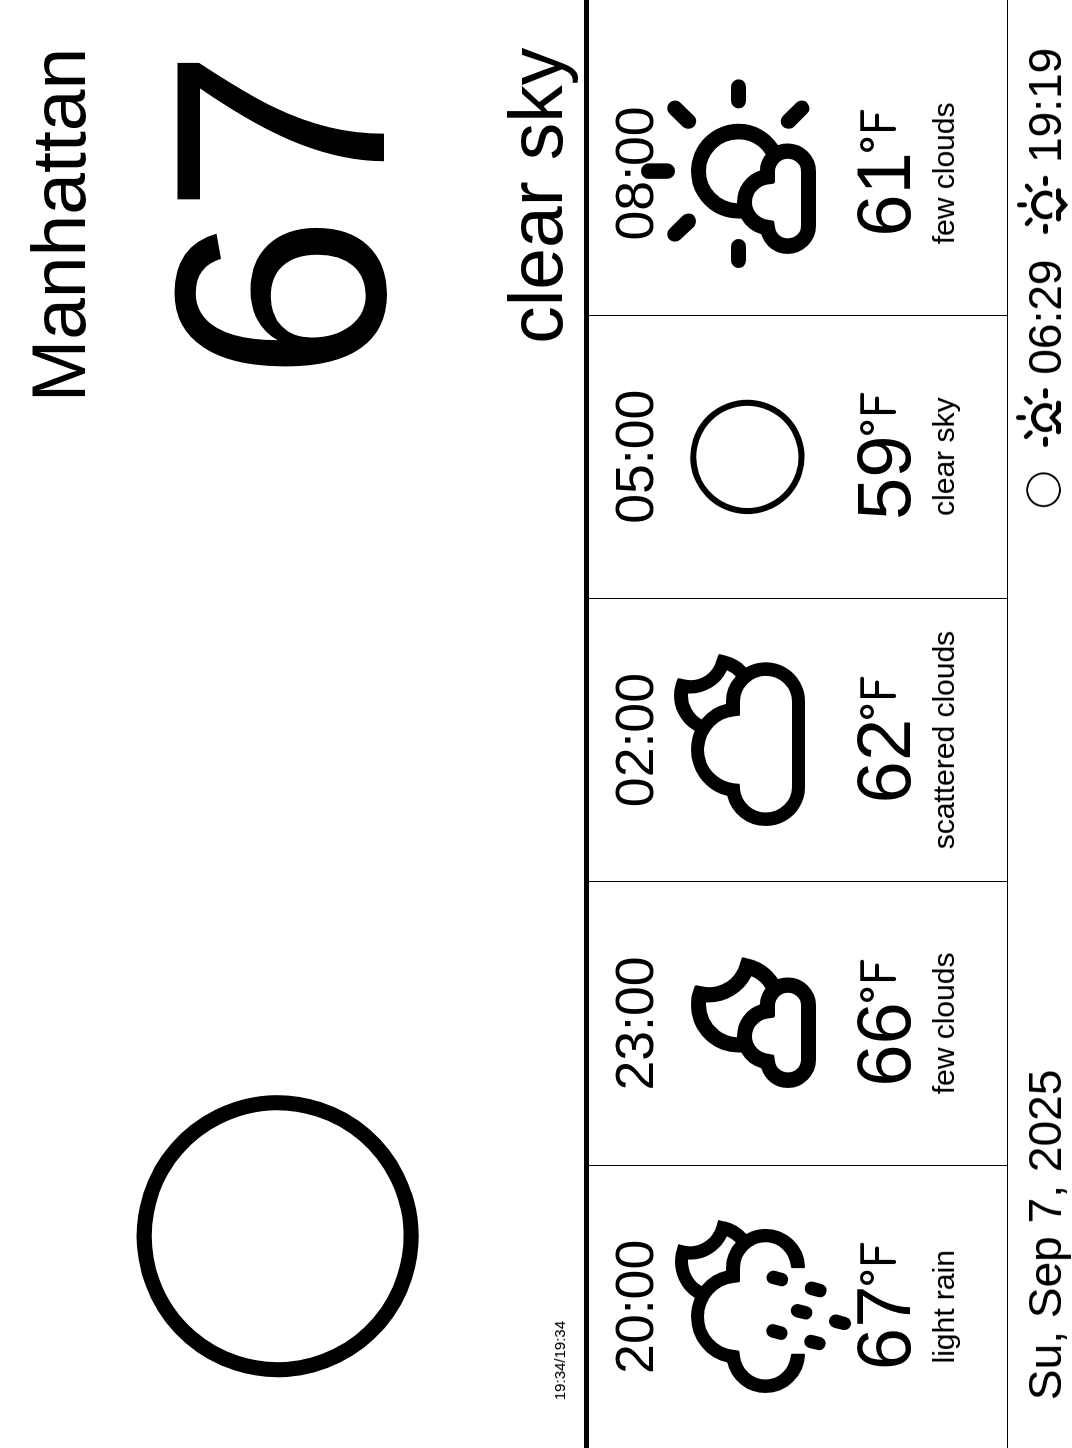 Manhattan
67
clear sky
19:34/19:34
20:00
67°F
light rain
23:00
66°F
few clouds
02:00
62°F
scattered clouds
05:00
59°F
clear sky
08:00
61°F
few clouds
Su, Sep 7, 2025
06:29 19:19